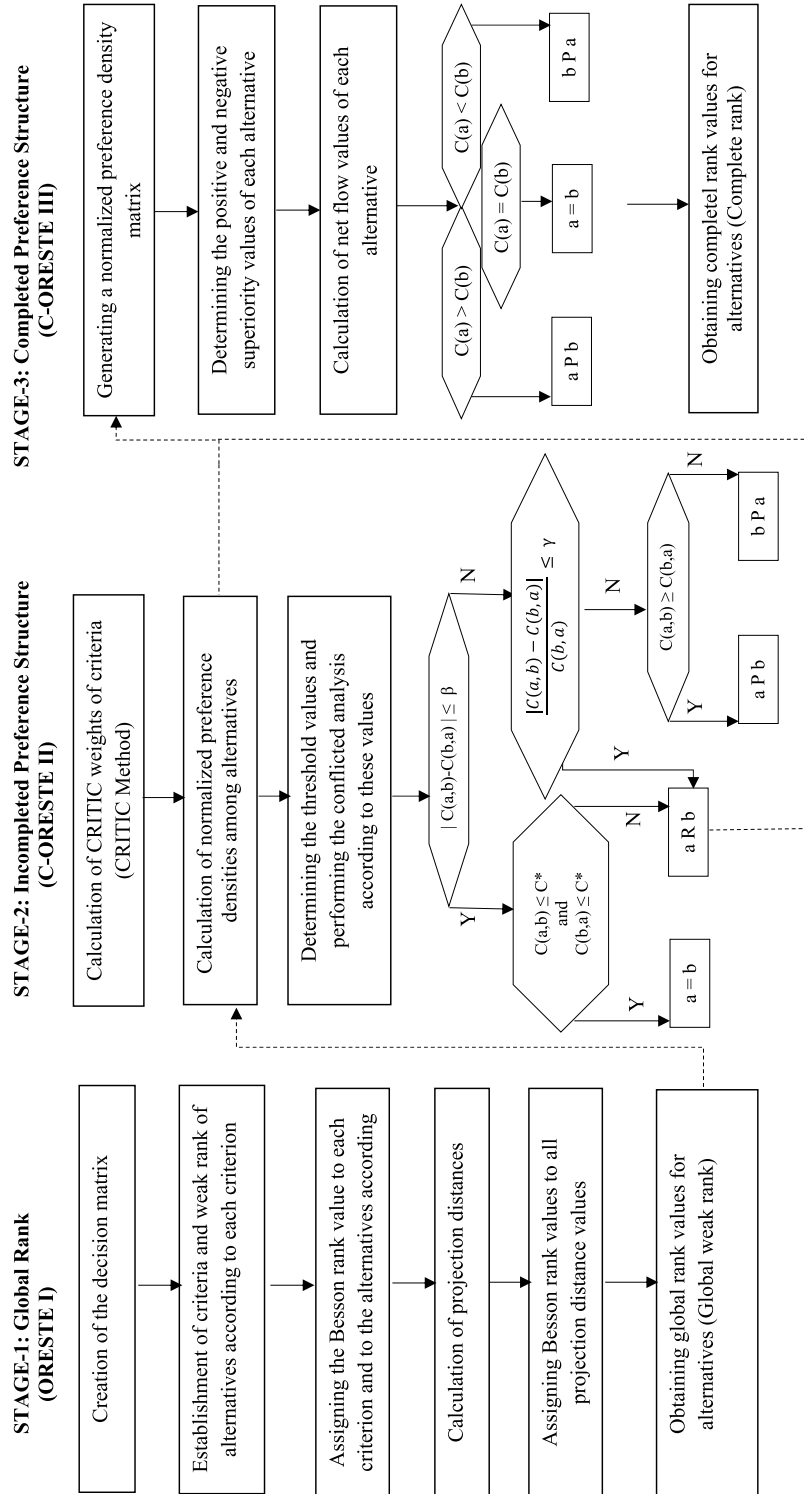 STAGE-1: Global Rank
(ORESTE I)
Creation of the decision matrix
Establishment of criteria and weak rank of
alternatives according to each criterion
Assigning the Besson rank value to each
criterion and to the alternatives according
Calculation of projection distances
Assigning Besson rank values to all
projection distance values
Obtaining global rank values for
alternatives (Global weak rank)
STAGE-2: Incompleted Preference Structure
(C-ORESTE II)
Calculation of CRITIC weights of criteria
(CRITIC Method)
Calculation of normalized preference
densities among alternatives
Determining the threshold values and
performing the conflicted analysis
according to these values
| C(a,b)-C(b,a) | ≤ β
Y
N
C(a,b) ≤ C*
and
C(b,a) ≤ C*
|C(a,b) − C(b,a)|
C(b,a)
≤ γ
Y
N
Y
N
a = b
a R b
C(a,b) ≥ C(b,a)
Y
N
a P b
b P a
STAGE-3: Completed Preference Structure
(C-ORESTE III)
Generating a normalized preference density
matrix
Determining the positive and negative
superiority values of each alternative
Calculation of net flow values of each
alternative
C(a) > C(b)
C(a) < C(b)
C(a) = C(b)
a P b
a = b
b P a
Obtaining completel rank values for
alternatives (Complete rank)